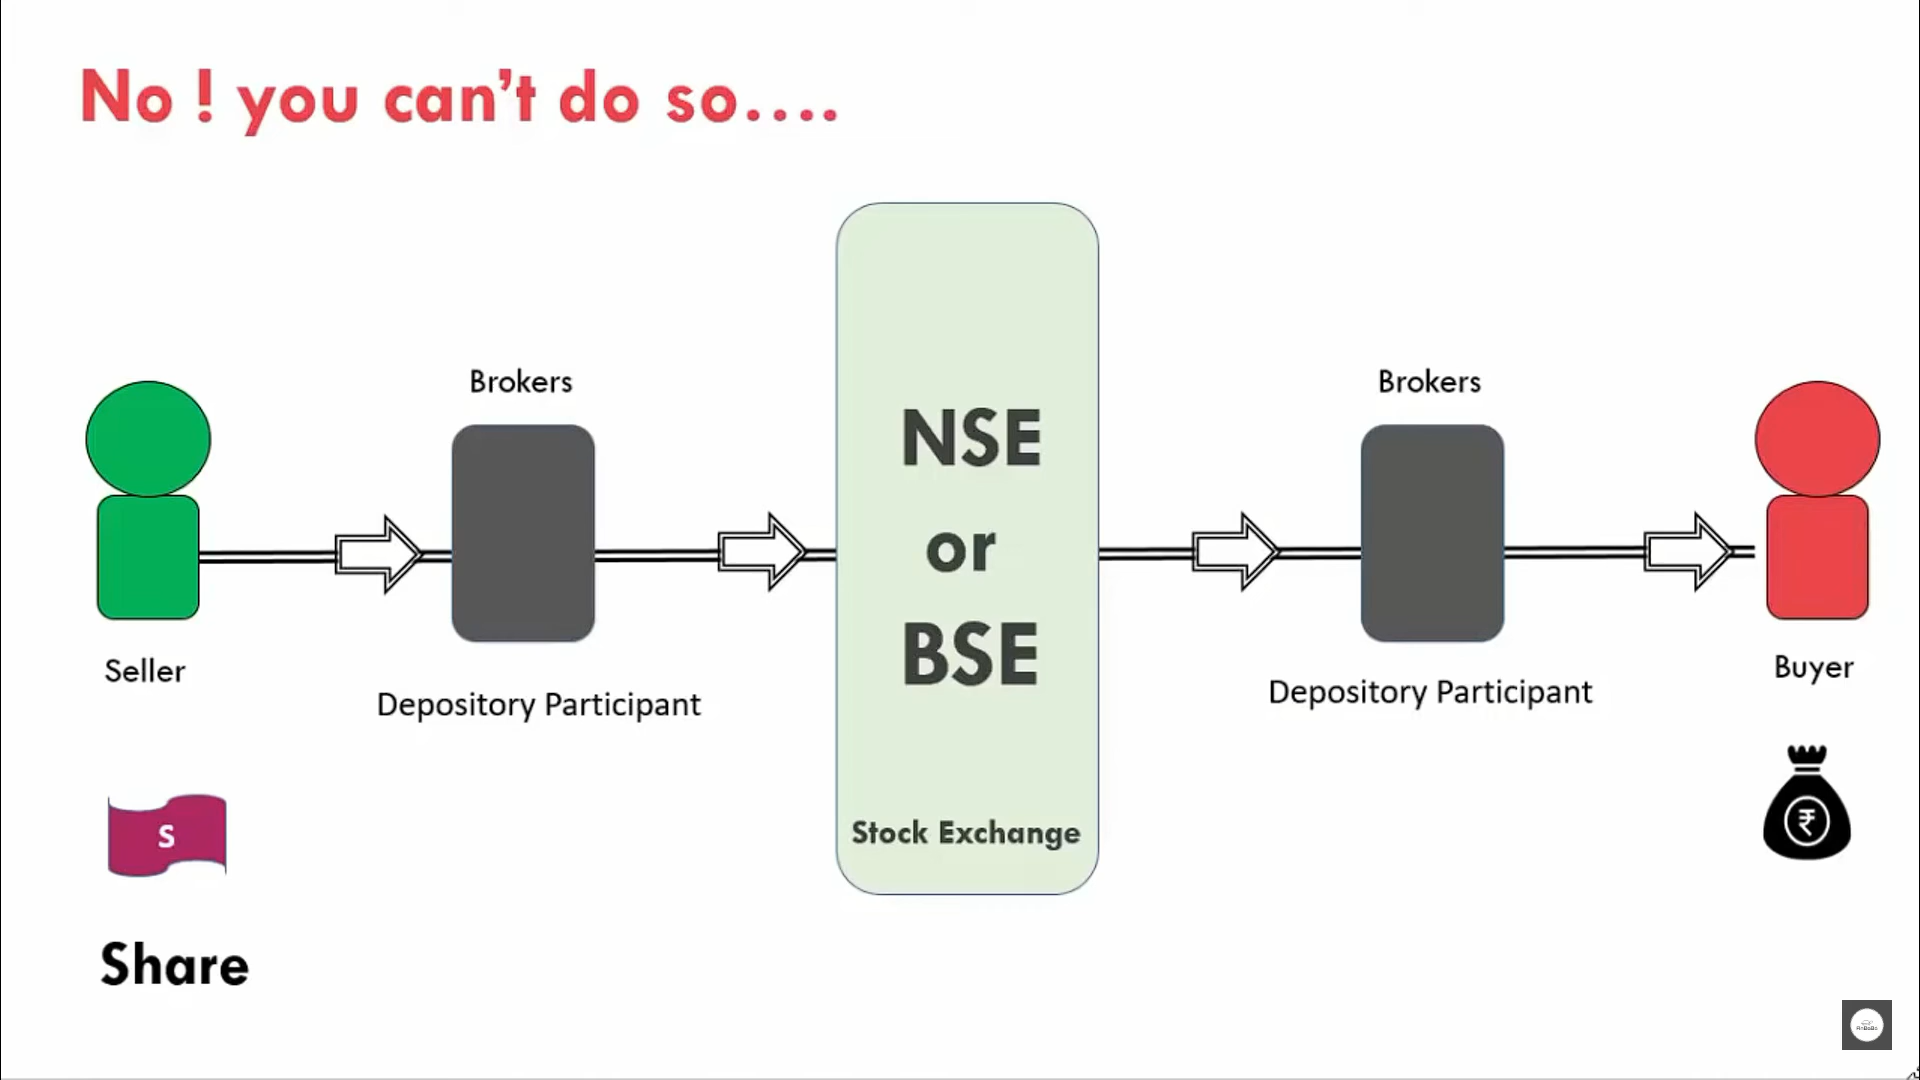 No ! you can't do so....
Brokers
Brokers
NSE
or
BSE
Seller
Buyer
Depository Participant
Depository Participant
S
₹
Stock Exchange
Share